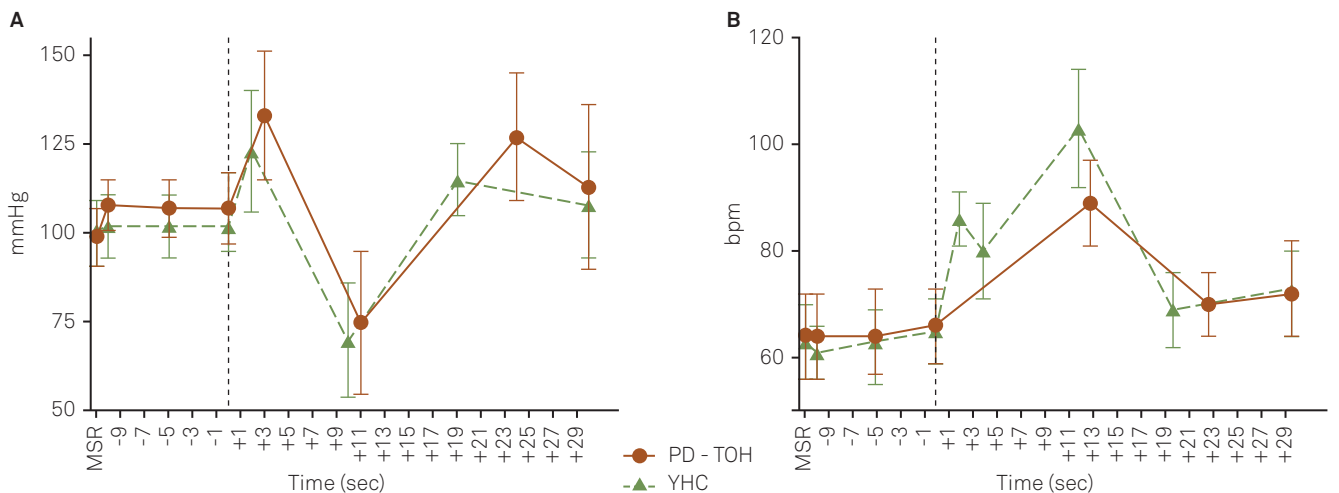 A
mmHg
150
125
100
75
50
MSR -9 -7 -5 -3 -1 +1 +3 +5 +7 +9 +11 +13 +15 +17 +19 +21 +23 +25 +27 +29
Time (sec)
B
bpm
120
100
80
60
MSR -9 -7 -5 -3 -1 +1 +3 +5 +7 +9 +11 +13 +15 +17 +19 +21 +23 +25 +27 +29
Time (sec)
PD - TOH
YHC